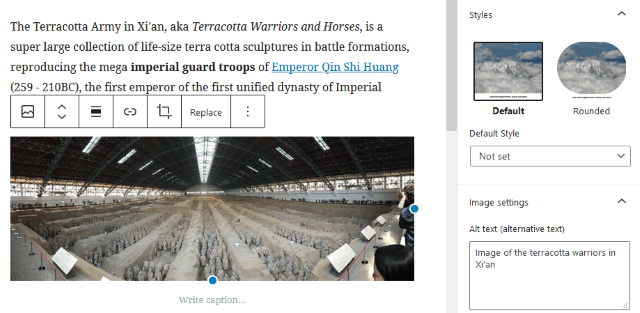 The Terracotta Army in Xi'an, aka Terracotta Warriors and Horses, is a
super large collection of life-size terra cotta sculptures in battle formations,
reproducing the mega imperial guard troops of Emperor Qin Shi Huang
(259 - 210BC), the first emperor of the first unified dynasty of Imperial
Replace
Write caption...
Styles
Default
Rounded
Default Style
Not set
Image settings
Alt text (alternative text)
Image of the terracotta warriors in
Xi'an